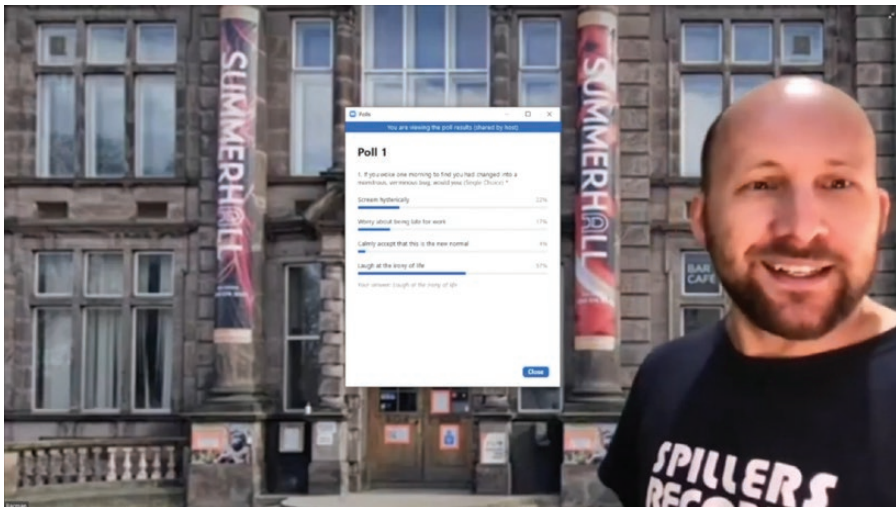 SUMMERHALL
SUMMERHALL
Polls
You are viewing the poll results (shared by host)
Poll 1
1. If you woke one morning to find you had changed into a
monstrous, verminous bug, would you: (Single Choice) *
Scream hysterically 22%
Worry about being late for work 17%
Calmly accept that this is the new normal 4%
Laugh at the irony of life 57%
Your answer: Laugh at the irony of life
Close
BAR
CAFE
SPILLERS
RECO